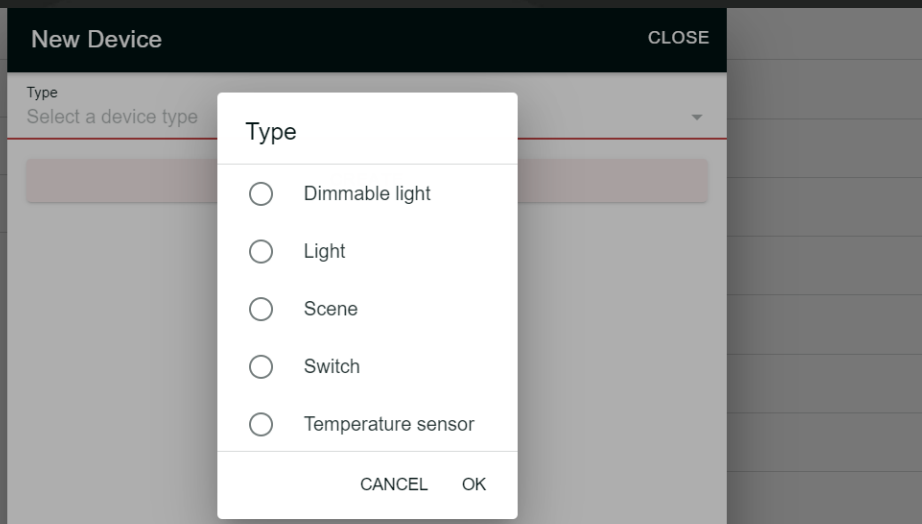 New Device
CLOSE
Type
Select a device type
Type
Dimmable light
Light
Scene
Switch
Temperature sensor
CANCEL
OK